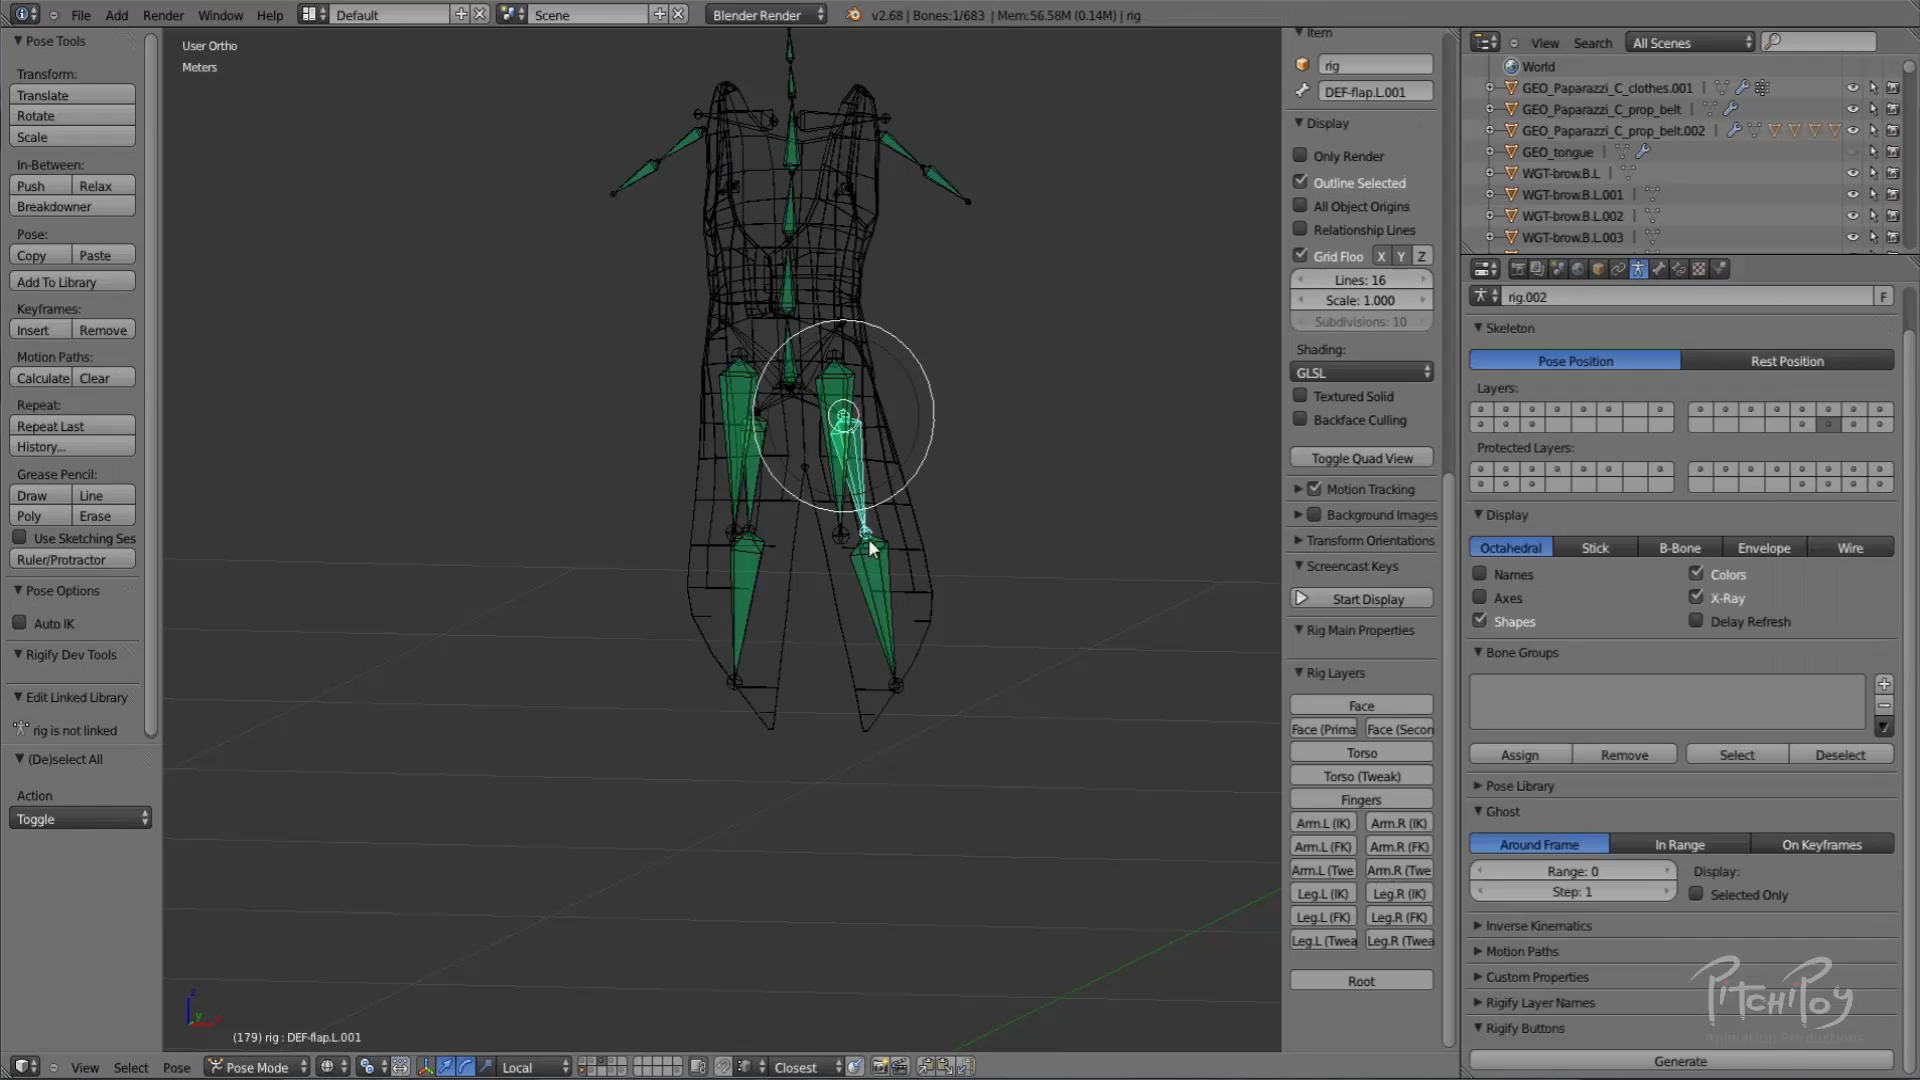 File Add Render Window Help Default Scene Blender Render v2.68 | Bones:1/683 | Mem:56.58M (0.14M) | rig
Pose Tools
Transform:
Translate
Rotate
Scale
In-Between:
Push Relax
Breakdowner
Pose:
Copy Paste
Add To Library
Keyframes:
Insert Remove
Motion Paths:
Calculate Clear
Repeat:
Repeat Last
History...
Grease Pencil:
Draw Line
Poly Erase
Use Sketching Ses
Ruler/Protractor
Pose Options
Auto IK
Rigify Dev Tools
Edit Linked Library
rig is not linked
(De)select All
Action
Toggle
User Ortho
Meters
(179) rig : DEF-flap.L.001
z
y
View Select Pose Pose Mode Local Closest
Item
rig
DEF-flap.L.001
Display
Only Render
Outline Selected
All Object Origins
Relationship Lines
Grid Floo X Y Z
Lines: 16
Scale: 1.000
Subdivisions: 10
Shading:
GLSL
Textured Solid
Backface Culling
Toggle Quad View
Motion Tracking
Background Images
Transform Orientations
Screencast Keys
Start Display
Rig Main Properties
Rig Layers
Face
Face (Prima Face (Secon
Torso
Torso (Tweak)
Fingers
Arm.L (IK) Arm.R (IK)
Arm.L (FK) Arm.R (FK)
Arm.L (Twe Arm.R (Twe
Leg.L (IK) Leg.R (IK)
Leg.L (FK) Leg.R (FK)
Leg.L (Twea Leg.R (Twea
Root
View Search All Scenes
World
GEO_Paparazzi_C_clothes.001
GEO_Paparazzi_C_prop_belt
GEO_Paparazzi_C_prop_belt.002
GEO_tongue
WGT-brow.B.L
WGT-brow.B.L.001
WGT-brow.B.L.002
WGT-brow.B.L.003
rig.002 F
Skeleton
Pose Position Rest Position
Layers:
Protected Layers:
Display
Octahedral Stick B-Bone Envelope Wire
Names Colors
Axes X-Ray
Shapes Delay Refresh
Bone Groups
Assign Remove Select Deselect
Pose Library
Ghost
Around Frame In Range On Keyframes
Range: 0 Display:
Step: 1 Selected Only
Inverse Kinematics
Motion Paths
Custom Properties
Rigify Layer Names
Rigify Buttons
Generate
PitchiPoy
Animation Productions